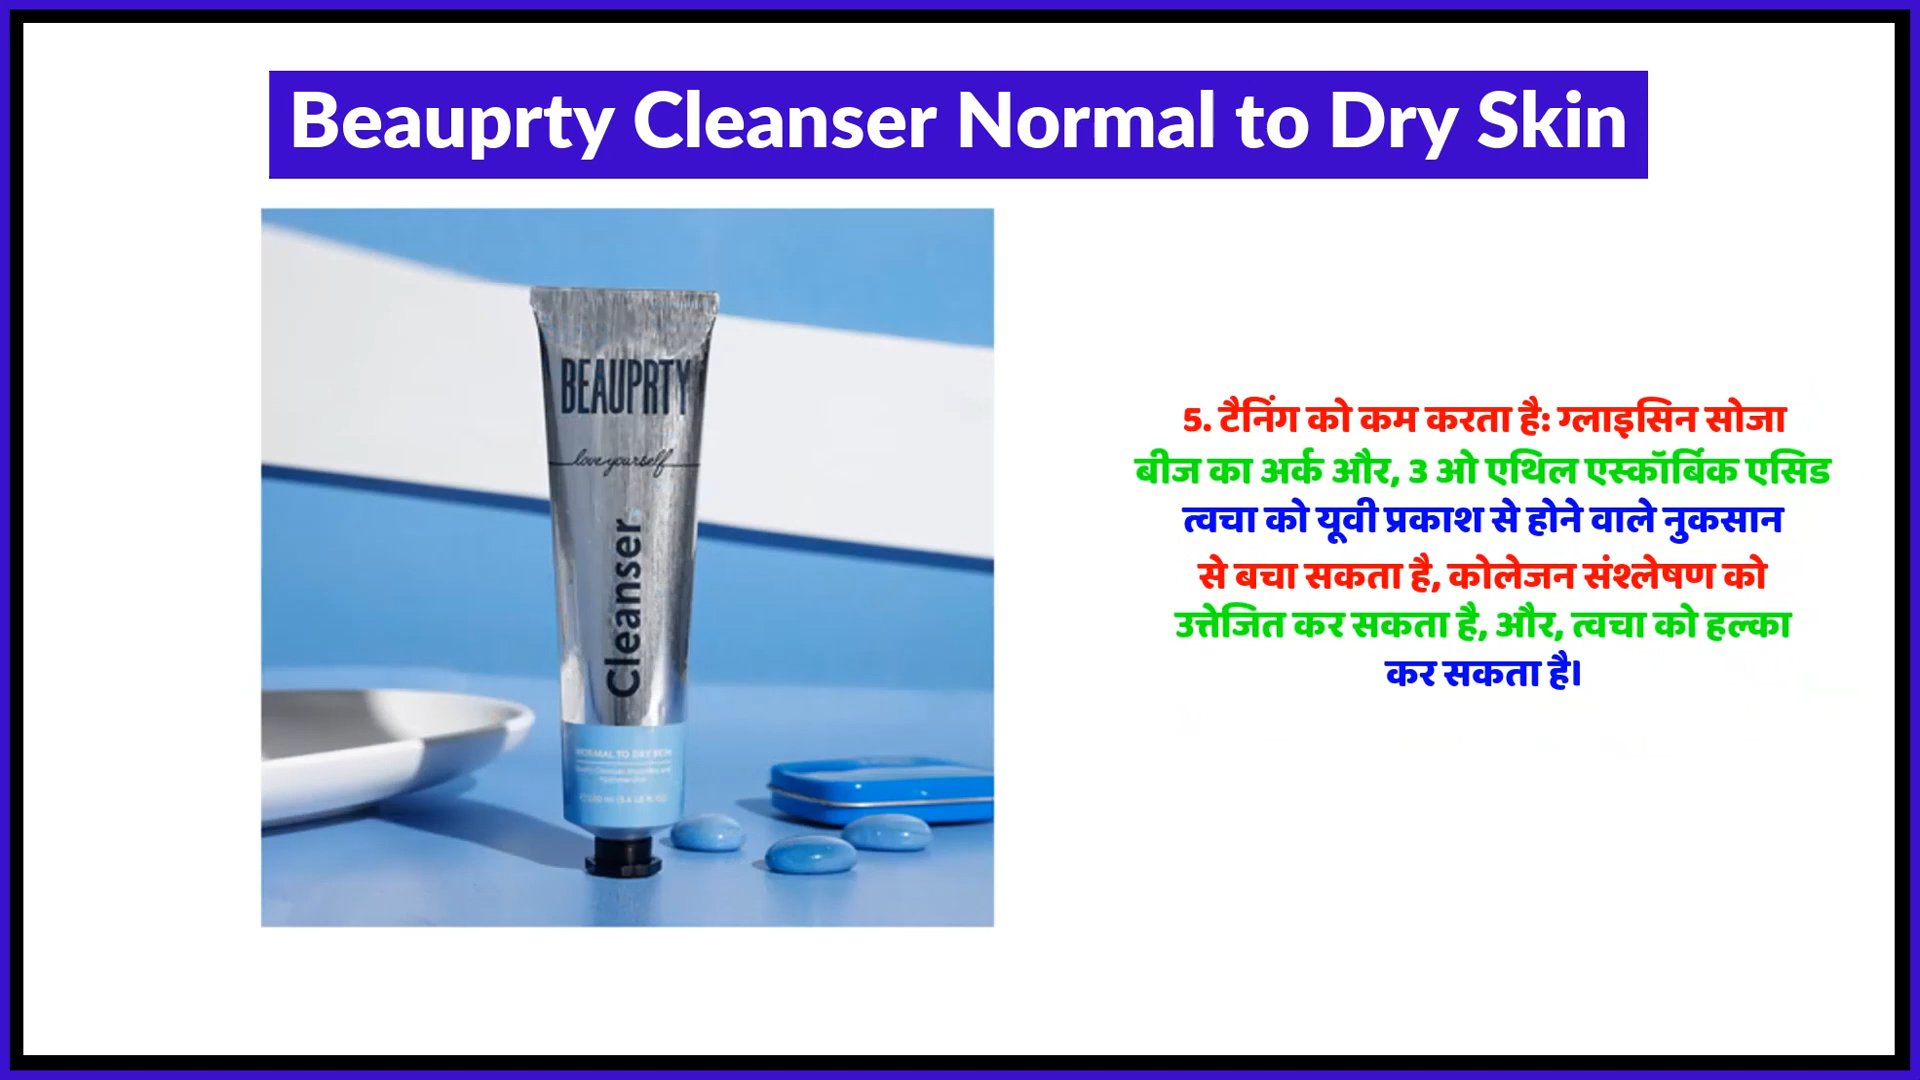 Beauprty Cleanser Normal to Dry Skin
BEAUPRTY
love yourself
Cleanser.
NORMAL TO DRY SKIN
5. टैनिंग को कम करता है: ग्लाइसिन सोजा
बीज का अर्क और, 3 ओ एथिल एस्कॉर्बिक एसिड
त्वचा को यूवी प्रकाश से होने वाले नुकसान
से बचा सकता है, कोलेजन संश्लेषण को
उत्तेजित कर सकता है, और, त्वचा को हल्का
कर सकता है।